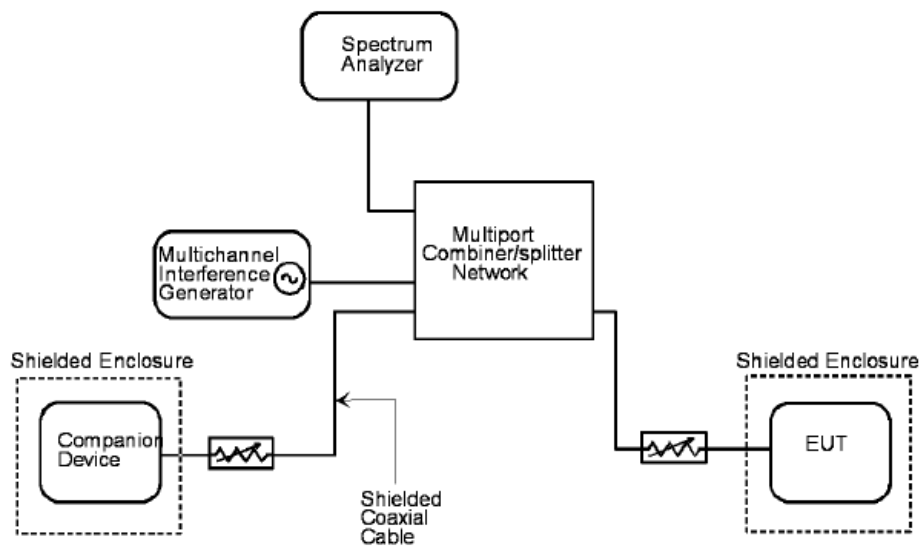 Spectrum
Analyzer
Multiport
Combiner/splitter
Network
Multichannel
Interference
Generator
Shielded Enclosure
Shielded Enclosure
Companion
Device
EUT
Shielded
Coaxial
Cable